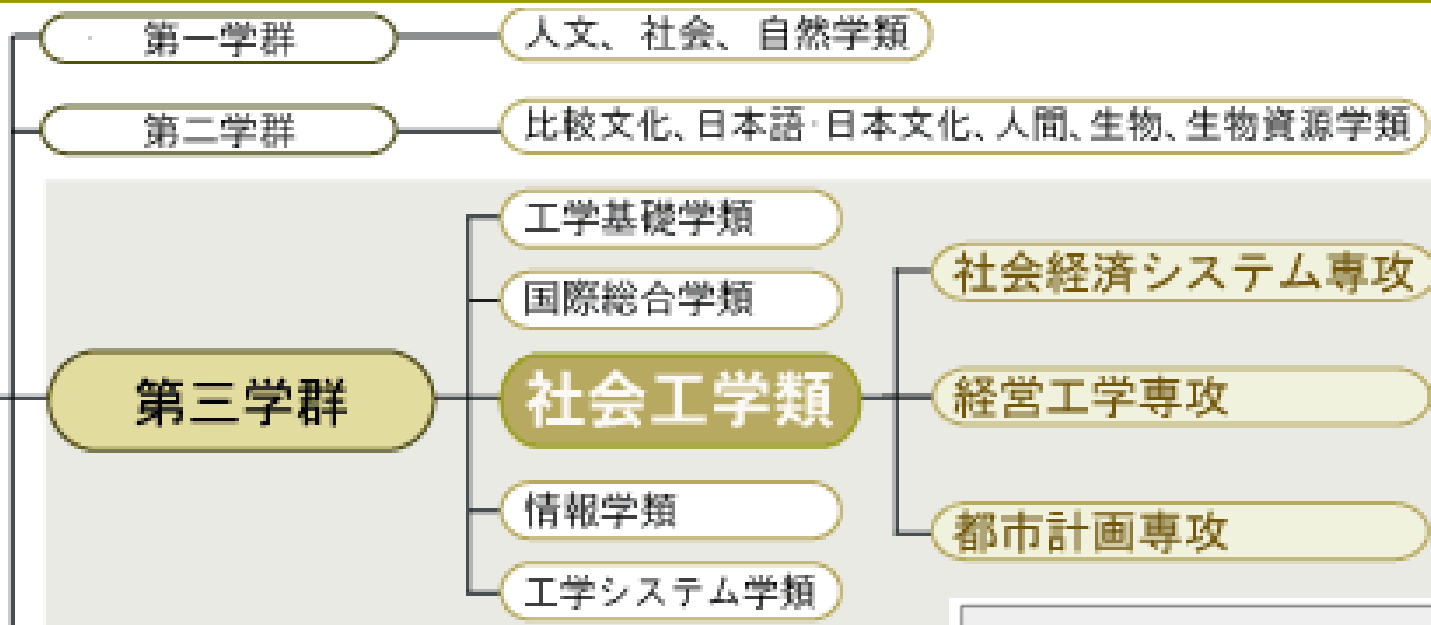 第一学群
人文、社会、自然学類
第二学群
比較文化、日本語・日本文化、人間、生物、生物資源学類
第三学群
工学基礎学類
国際総合学類
社会工学類
情報学類
工学システム学類
社会経済システム専攻
経営工学専攻
都市計画専攻